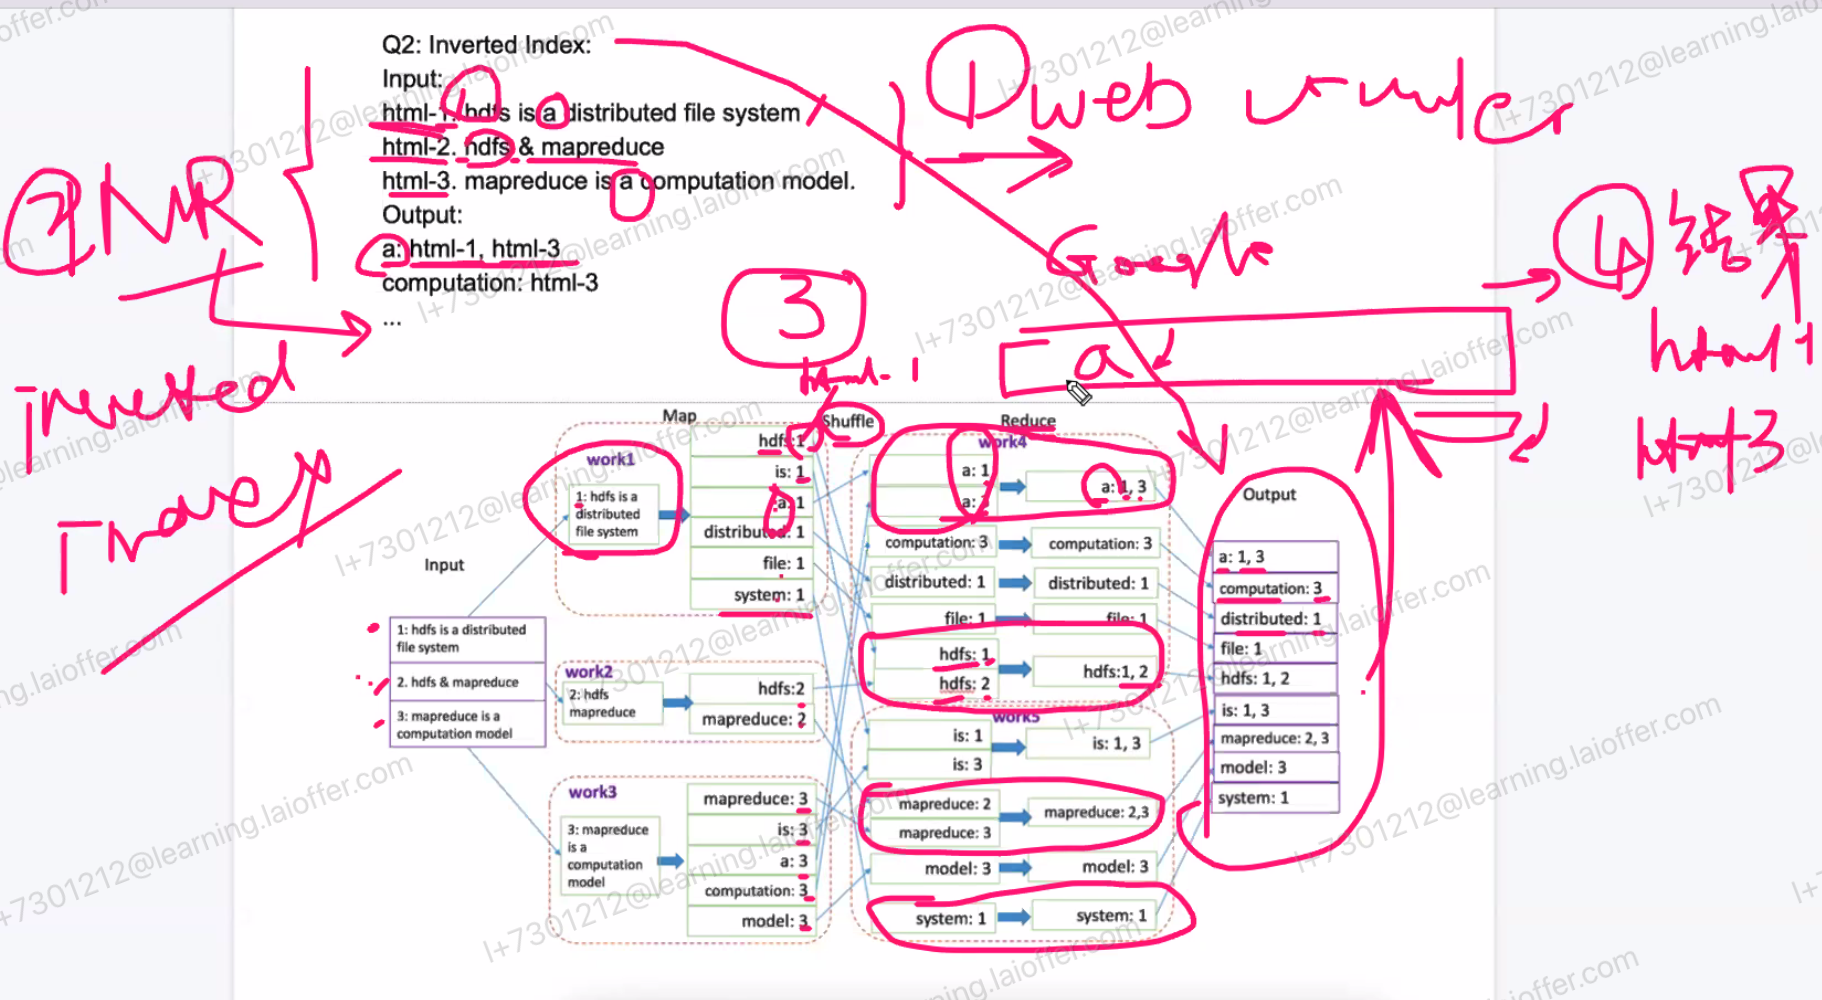 Q2: Inverted Index:
Input:
html-1. hdfs is a distributed file system
html-2. hdfs & mapreduce
html-3. mapreduce is a computation model.
Output:
a: html-1, html-3
computation: html-3
...
① web
② MR
inverted
index
③
html-1
Google
a
④ 结果
html1
html3
Map
Shuffle
Reduce
Input
1: hdfs is a distributed
file system
2. hdfs & mapreduce
3: mapreduce is a
computation model
work1
1: hdfs is a
distributed
file system
hdfs:1
is: 1
a: 1
distributed: 1
file: 1
system: 1
work2
2: hdfs
mapreduce
hdfs:2
mapreduce: 2
work3
3: mapreduce
is a
computation
model
mapreduce: 3
is: 3
a: 3
computation: 3
model: 3
work4
a: 1
a: 3
a: 1, 3
computation: 3
computation: 3
distributed: 1
distributed: 1
file: 1
file: 1
hdfs: 1
hdfs: 2
hdfs:1, 2
work5
is: 1
is: 3
is: 1, 3
mapreduce: 2
mapreduce: 3
mapreduce: 2,3
model: 3
model: 3
system: 1
system: 1
Output
a: 1, 3
computation: 3
distributed: 1
file: 1
hdfs: 1, 2
is: 1, 3
mapreduce: 2, 3
model: 3
system: 1
l+7301212@learning.laioffer.com